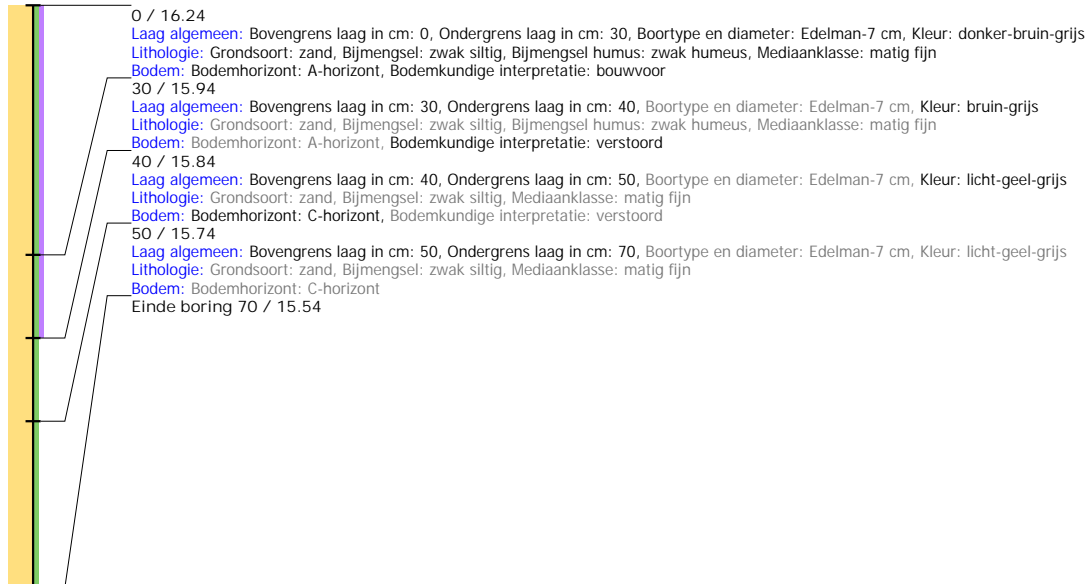 0 / 16.24
Laag algemeen: Bovengrens laag in cm: 0, Ondergrens laag in cm: 30, Boortype en diameter: Edelman-7 cm, Kleur: donker-bruin-grijs
Lithologie: Grondsoort: zand, Bijmengsel: zwak siltig, Bijmengsel humus: zwak humeus, Mediaanklasse: matig fijn
Bodem: Bodemhorizont: A-horizont, Bodemkundige interpretatie: bouwvoor
30 / 15.94
Laag algemeen: Bovengrens laag in cm: 30, Ondergrens laag in cm: 40, Boortype en diameter: Edelman-7 cm, Kleur: bruin-grijs
Lithologie: Grondsoort: zand, Bijmengsel: zwak siltig, Bijmengsel humus: zwak humeus, Mediaanklasse: matig fijn
Bodem: Bodemhorizont: A-horizont, Bodemkundige interpretatie: verstoord
40 / 15.84
Laag algemeen: Bovengrens laag in cm: 40, Ondergrens laag in cm: 50, Boortype en diameter: Edelman-7 cm, Kleur: licht-geel-grijs
Lithologie: Grondsoort: zand, Bijmengsel: zwak siltig, Mediaanklasse: matig fijn
Bodem: Bodemhorizont: C-horizont, Bodemkundige interpretatie: verstoord
50 / 15.74
Laag algemeen: Bovengrens laag in cm: 50, Ondergrens laag in cm: 70, Boortype en diameter: Edelman-7 cm, Kleur: licht-geel-grijs
Lithologie: Grondsoort: zand, Bijmengsel: zwak siltig, Mediaanklasse: matig fijn
Bodem: Bodemhorizont: C-horizont
Einde boring 70 / 15.54